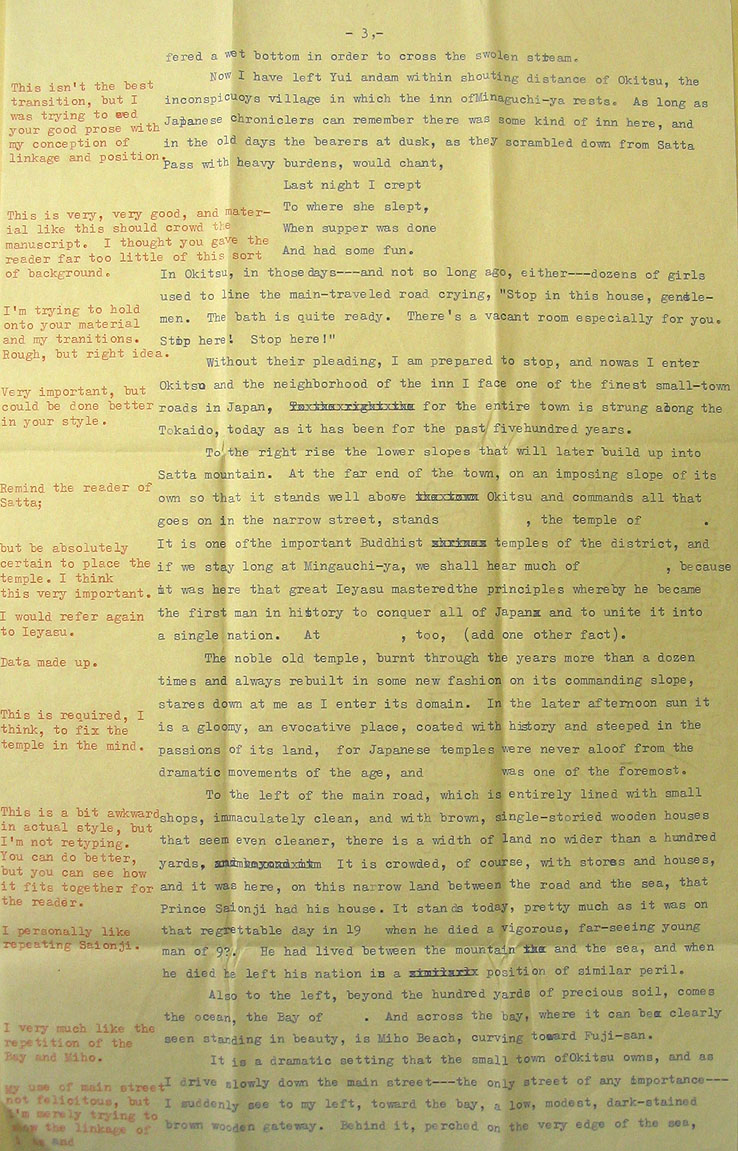 - 3,-
fered a wet bottom in order to cross the swolen stream.
Now I have left Yui andam within shouting distance of Okitsu, the
This isn't the best
transition, but I
was trying to wed
your good prose with
my conception of
linkage and position.
inconspicuoys village in which the inn ofMinaguchi-ya rests. As long as
Japanese chroniclers can remember there was some kind of inn here, and
in the old days the bearers at dusk, as they scrambled down from Satta
Pass with heavy burdens, would chant,
Last night I crept
To where she slept,
When supper was done
And had some fun.
This is very, very good, and mater-
ial like this should crowd the
manuscript. I thought you gave the
reader far too little of this sort
of background.
In Okitsu, in thosedays---and not so long ago, either---dozens of girls
used to line the main-traveled road crying, "Stop in this house, gentle-
men. The bath is quite ready. There's a vacant room especially for you.
Stop here! Stop here!"
I'm trying to hold
onto your material
and my tranitions.
Rough, but right idea.
Without their pleading, I am prepared to stop, and nowas I enter
Okitsu and the neighborhood of the inn I face one of the finest small-town
roads in Japan, for the entire town is strung along the
Tokaido, today as it has been for the past fivehundred years.
Very important, but
could be done better
in your style.
To the right rise the lower slopes that will later build up into
Satta mountain. At the far end of the town, on an imposing slope of its
own so that it stands well above the town Okitsu and commands all that
goes on in the narrow street, stands , the temple of .
It is one ofthe important Buddhist shrines temples of the district, and
if we stay long at Mingauchi-ya, we shall hear much of , because
it was here that great Ieyasu masteredthe principles whereby he became
the first man in history to conquer all of Japan and to unite it into
a single nation. At , too, (add one other fact).
Remind the reader of
Satta;
but be absolutely
certain to place the
temple. I think
this very important.
I would refer again
to Ieyasu.
Data made up.
The noble old temple, burnt through the years more than a dozen
times and always rebuilt in some new fashion on its commanding slope,
stares down at me as I enter its domain. In the later afternoon sun it
is a gloomy, an evocative place, coated with history and steeped in the
passions of its land, for Japanese temples were never aloof from the
dramatic movements of the age, and was one of the foremost.
This is required, I
think, to fix the
temple in the mind.
To the left of the main road, which is entirely lined with small
shops, immaculately clean, and with brown, single-storied wooden houses
that seem even cleaner, there is a width of land no wider than a hundred
yards, It is crowded, of course, with stores and houses,
and it was here, on this narrow land between the road and the sea, that
Prince Saionji had his house. It stands today, pretty much as it was on
that regrettable day in 19 when he died a vigorous, far-seeing young
man of 9?. He had lived between the mountain the and the sea, and when
he died he left his nation in a position of similar peril.
This is a bit awkward
in actual style, but
I'm not retyping.
You can do better,
but you can see how
it fits together for
the reader.
I personally like
repeating Saionji.
Also to the left, beyond the hundred yards of precious soil, comes
the ocean, the Bay of . And across the bay, where it can be clearly
seen standing in beauty, is Miho Beach, curving toward Fuji-san.
I very much like the
repetition of the
Bay and Miho.
It is a dramatic setting that the small town ofOkitsu owns, and as
I drive slowly down the main street---the only street of any importance---
I suddenly see to my left, toward the bay, a low, modest, dark-stained
brown wooden gateway. Behind it, perched on the very edge of the sea,
My use of main street
not felicitous, but
I'm merely trying to
show the linkage of
and